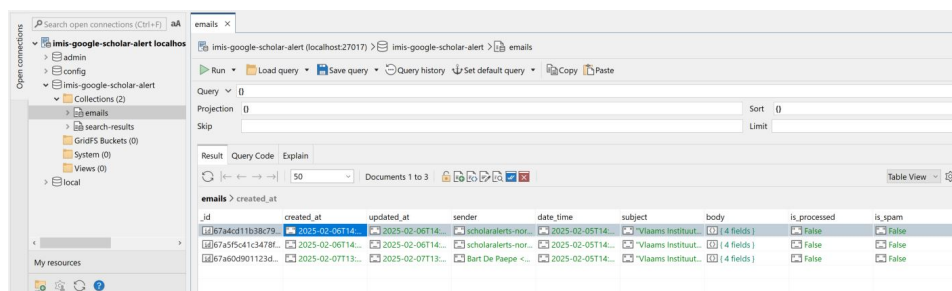 Open connections
Search open connections (Ctrl+F) aA
imis-google-scholar-alert localhos
admin
config
imis-google-scholar-alert
Collections (2)
emails
search-results
GridFS Buckets (0)
System (0)
Views (0)
local
My resources
emails ×
imis-google-scholar-alert (localhost:27017) > imis-google-scholar-alert > emails
Run Load query Save query Query history Set default query Copy Paste
Query {}
Projection {} Sort {}
Skip Limit
Result Query Code Explain
50 Documents 1 to 3 Table View
emails > created_at
_id created_at updated_at sender date_time subject body is_processed is_spam
67a4cd11b38c79... 2025-02-06T14:... 2025-02-06T14:... scholaralerts-nor... 2025-02-05T14:... "Vlaams Instituut... { 4 fields } False False
67a5f5c41c3478f... 2025-02-06T14:... 2025-02-06T14:... scholaralerts-nor... 2025-02-05T14:... "Vlaams Instituut... { 4 fields } False False
67a60d901123d... 2025-02-07T13:... 2025-02-07T13:... Bart De Paepe <... 2025-02-05T14:... "Vlaams Instituut... { 4 fields } False False